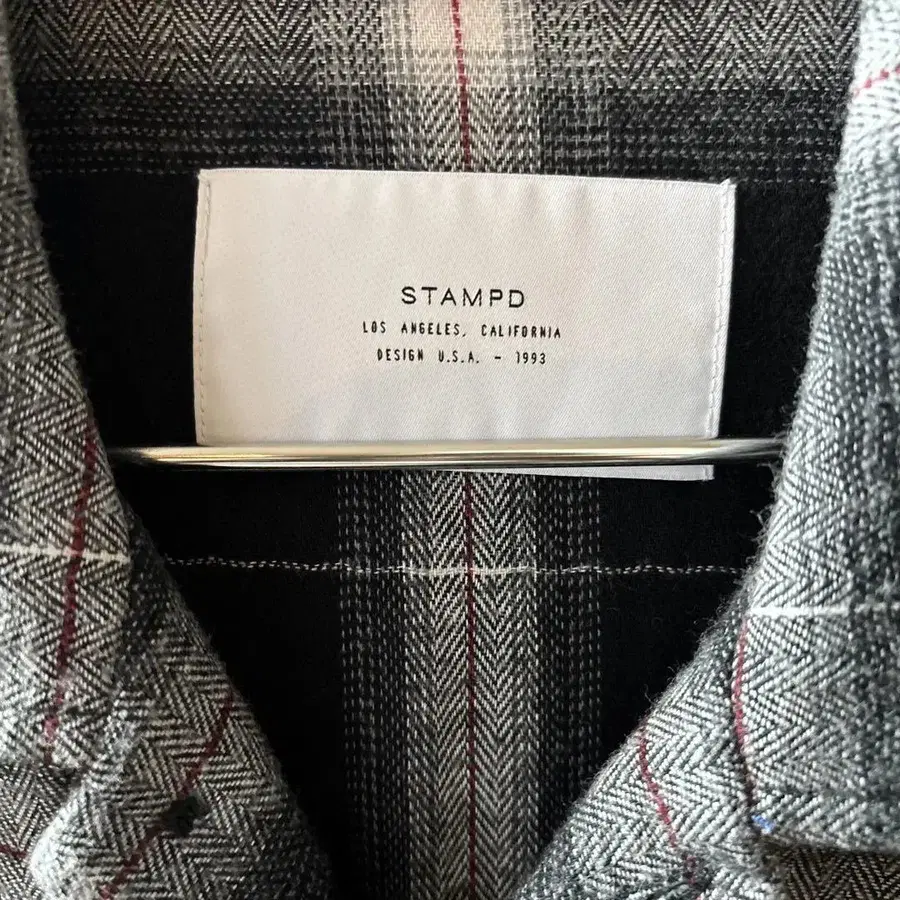 STAMPD
LOS ANGELES, CALIFORNIA
DESIGN U.S.A. - 1993